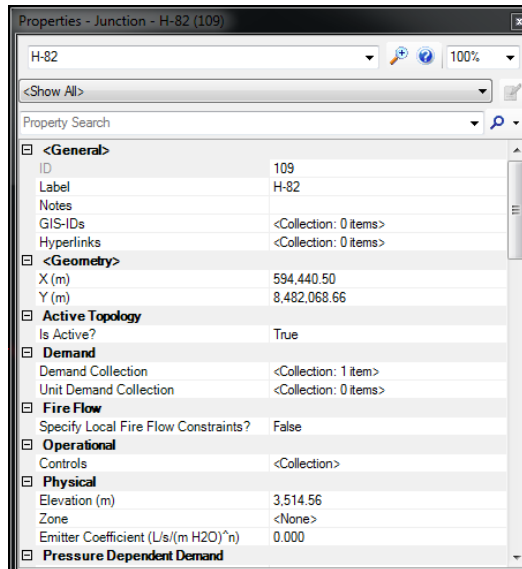 Properties - Junction - H-82 (109)
H-82 100%
<Show All>
Property Search
<General>
ID 109
Label H-82
Notes
GIS-IDs <Collection: 0 items>
Hyperlinks <Collection: 0 items>
<Geometry>
X (m) 594,440.50
Y (m) 8,482,068.66
Active Topology
Is Active? True
Demand
Demand Collection <Collection: 1 item>
Unit Demand Collection <Collection: 0 items>
Fire Flow
Specify Local Fire Flow Constraints? False
Operational
Controls <Collection>
Physical
Elevation (m) 3,514.56
Zone <None>
Emitter Coefficient (L/s/(m H2O)^n) 0.000
Pressure Dependent Demand